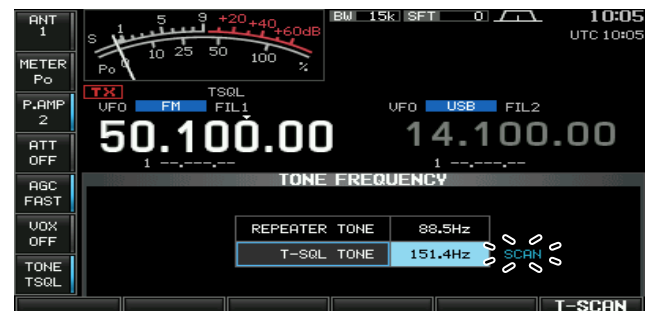 ANT
1
METER
Po
P.AMP
2
ATT
OFF
AGC
FAST
VOX
OFF
TONE
TSQL
S 1 5 9 +20 +40 +60dB
Po 0 10 25 50 100 %
BW 15k SFT 0
10:05
UTC 10:05
TX TSQL
VFO FM FIL1
50.100.00
1 --.---.--
VFO USB FIL2
14.100.00
1 --.---.--
TONE FREQUENCY
REPEATER TONE 88.5Hz
T-SQL TONE 151.4Hz SCAN
T-SCAN